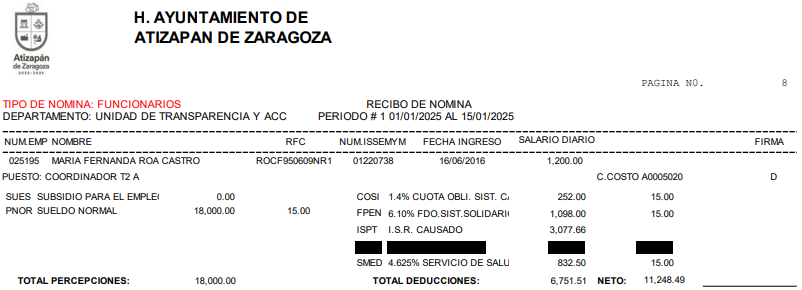 H. AYUNTAMIENTO DE
ATIZAPAN DE ZARAGOZA
Atizapán
de Zaragoza
PAGINA N0. 8
TIPO DE NOMINA: FUNCIONARIOS RECIBO DE NOMINA
DEPARTAMENTO: UNIDAD DE TRANSPARENCIA Y ACC PERIODO # 1 01/01/2025 AL 15/01/2025
NUM.EMP NOMBRE RFC NUM.ISSEMYM FECHA INGRESO SALARIO DIARIO FIRMA
025195 MARIA FERNANDA ROA CASTRO ROCF950609NR1 01220738 16/06/2016 1,200.00
PUESTO: COORDINADOR T2 A C.COSTO A0005020 D
SUES SUBSIDIO PARA EL EMPLE 0.00 COSI 1.4% CUOTA OBLI. SIST. CA 252.00 15.00
PNOR SUELDO NORMAL 18,000.00 15.00 FPEN 6.10% FDO.SIST.SOLIDARI 1,098.00 15.00
ISPT I.S.R. CAUSADO 3,077.66
SMED 4.625% SERVICIO DE SALU 832.50 15.00
TOTAL PERCEPCIONES: 18,000.00 TOTAL DEDUCCIONES: 6,751.51 NETO: 11,248.49